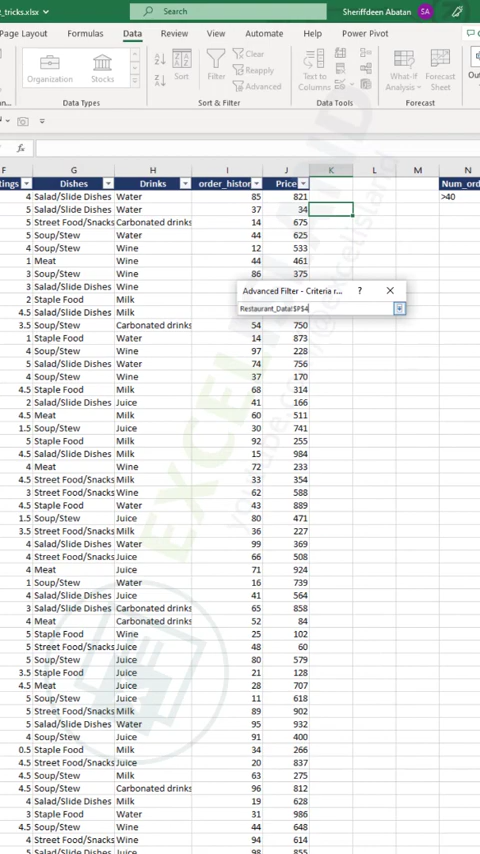 t_tricks.xlsx
Search
Sheriffdeen Abatan
SA
Page Layout Formulas Data Review View Automate Help Power Pivot
Organization Stocks
Sort Filter Clear Reapply Advanced
Text to Columns
What-If Analysis Forecast Sheet
Data Types Sort & Filter Data Tools Forecast
fx
F G H I J K L M N
tings Dishes Drinks order_histor Price Num_ord
4 Salad/Slide Dishes Water 85 821 >40
5 Salad/Slide Dishes Water 37 34
5 Street Food/Snacks Carbonated drinks 14 675
5 Soup/Stew Water 44 625
4 Soup/Stew Wine 12 533
1 Meat Wine 44 461
3 Soup/Stew Wine 86 375
3 Salad/Slide Dishes Wine
2 Staple Food Milk
4.5 Salad/Slide Dishes Milk
Advanced Filter - Criteria r... ?
Restaurant_Data!$P$4
3.5 Soup/Stew Carbonated drinks 54 750
1 Staple Food Water 14 873
4 Soup/Stew Wine 97 228
5 Salad/Slide Dishes Water 74 756
4 Soup/Stew Wine 37 170
4.5 Staple Food Milk 68 314
2 Salad/Slide Dishes Juice 41 166
4.5 Meat Milk 60 511
1.5 Soup/Stew Juice 30 741
5 Staple Food Milk 92 255
4.5 Salad/Slide Dishes Milk 15 984
4 Meat Wine 72 233
4.5 Street Food/Snacks Milk 33 354
3 Street Food/Snacks Wine 62 588
4.5 Staple Food Water 43 889
1.5 Soup/Stew Juice 80 471
3.5 Street Food/Snacks Milk 36 227
4 Salad/Slide Dishes Water 99 369
4 Street Food/Snacks Juice 66 508
4 Meat Juice 71 924
1 Soup/Stew Water 16 739
4 Salad/Slide Dishes Juice 41 564
3 Salad/Slide Dishes Carbonated drinks 65 858
4 Meat Carbonated drinks 52 84
5 Staple Food Wine 25 102
5 Street Food/Snacks Juice 48 60
5 Soup/Stew Juice 80 579
3.5 Staple Food Juice 21 128
4.5 Meat Juice 28 707
5 Soup/Stew Juice 11 618
5 Street Food/Snacks Milk 89 902
5 Salad/Slide Dishes Water 95 932
4 Soup/Stew Juice 91 400
0.5 Staple Food Milk 34 266
4.5 Street Food/Snacks Juice 20 837
4.5 Soup/Stew Milk 63 275
4.5 Soup/Stew Carbonated drinks 96 812
4 Salad/Slide Dishes Milk 19 628
3 Staple Food Water 31 986
4.5 Soup/Stew Wine 44 648
4 Street Food/Snacks Wine 94 614
5 Salad/Slide Dishes Juice 98 855
EXCEL ISLAND
youtube.com/@excelisland